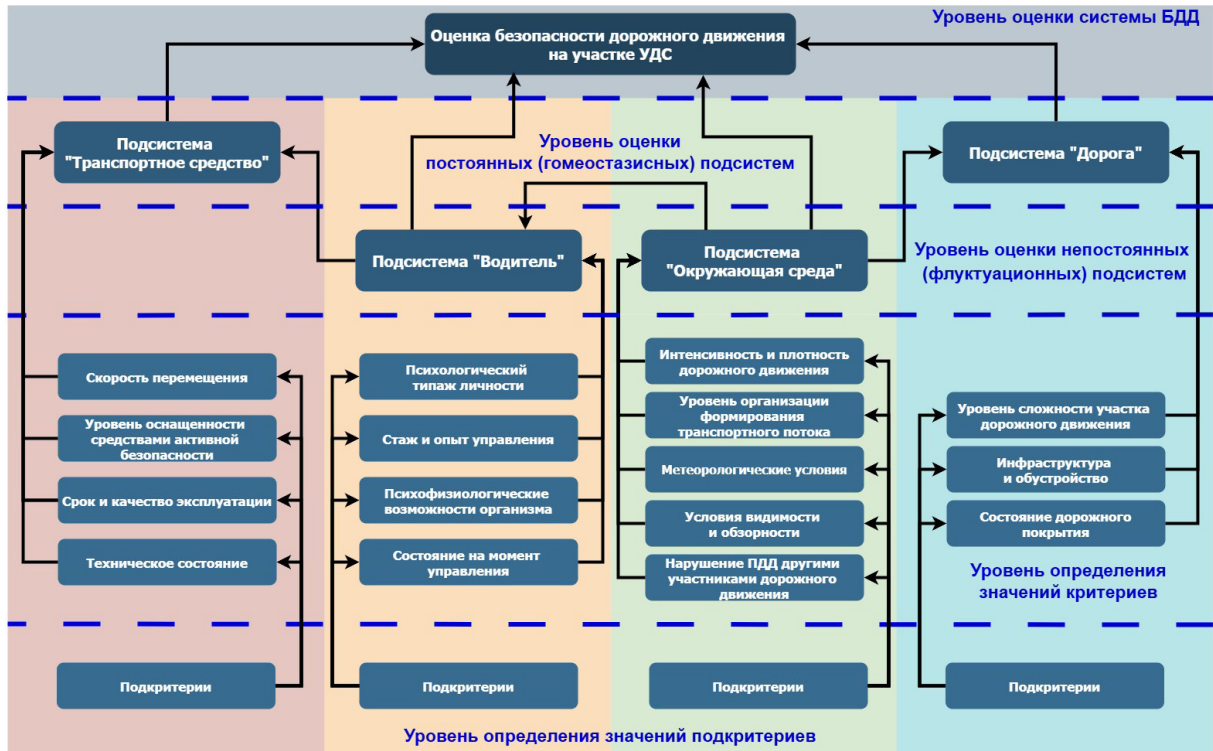 Уровень оценки системы БДД
Оценка безопасности дорожного движения
на участке УДС
Подсистема
"Транспортное средство"
Уровень оценки
постоянных (гомеостазисных) подсистем
Подсистема "Дорога"
Подсистема "Водитель"
Подсистема
"Окружающая среда"
Уровень оценки непостоянных
(флуктуационных) подсистем
Скорость перемещения
Уровень оснащенности
средствами активной
безопасности
Срок и качество эксплуатации
Техническое состояние
Психологический
типаж личности
Стаж и опыт управления
Психофизиологические
возможности организма
Состояние на момент
управления
Интенсивность и плотность
дорожного движения
Уровень организации
формирования
транспортного потока
Метеорологические условия
Условия видимости
и обзорности
Нарушение ПДД другими
участниками дорожного
движения
Уровень сложности участка
дорожного движения
Инфраструктура
и обустройство
Состояние дорожного
покрытия
Уровень определения
значений критериев
Подкритерии
Подкритерии
Подкритерии
Подкритерии
Уровень определения значений подкритериев